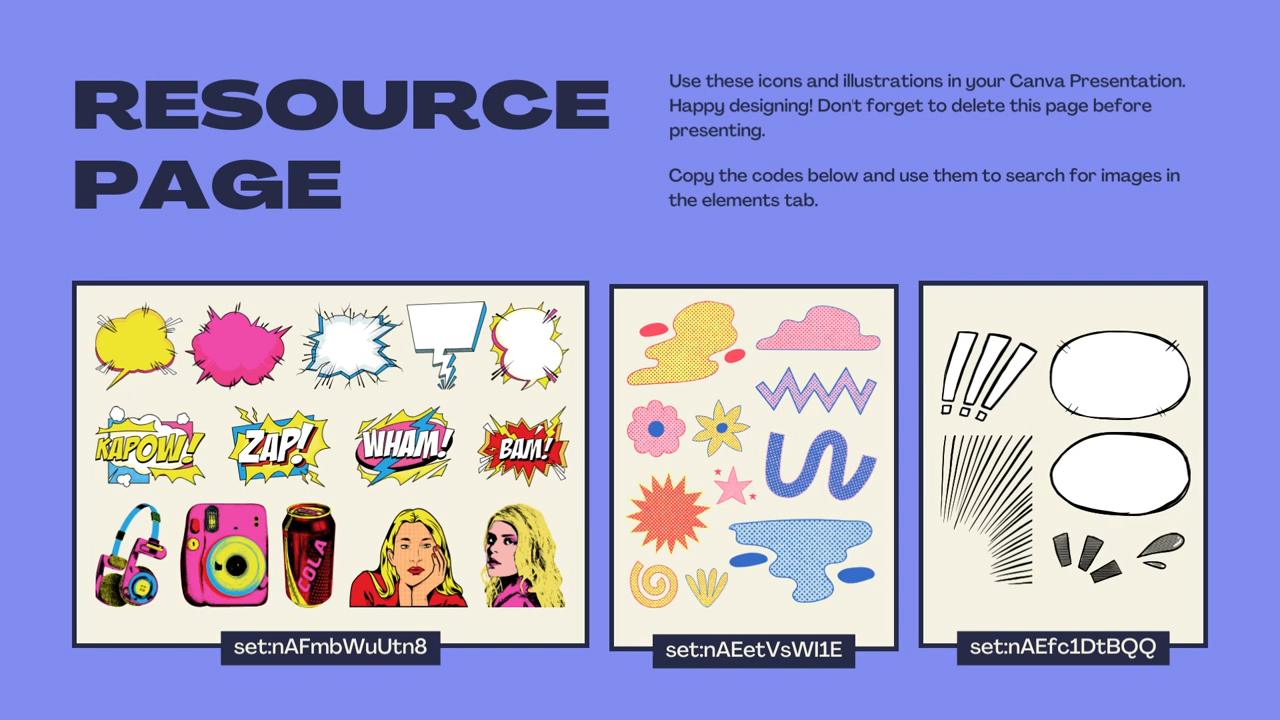 RESOURCE
PAGE
Use these icons and illustrations in your Canva Presentation.
Happy designing! Don't forget to delete this page before
presenting.
Copy the codes below and use them to search for images in
the elements tab.
KAPOW!
ZAP!
WHAM!
BAM!
COLA
set:nAFmbWuUtn8
set:nAEetVsWI1E
set:nAEfc1DtBQQ